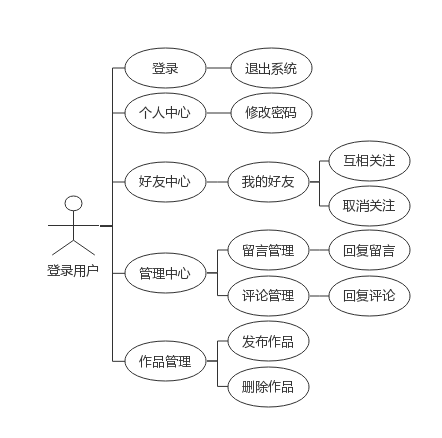 登录
退出系统
个人中心
修改密码
互相关注
好友中心
我的好友
取消关注
登录用户
留言管理
回复留言
管理中心
评论管理
回复评论
发布作品
作品管理
删除作品